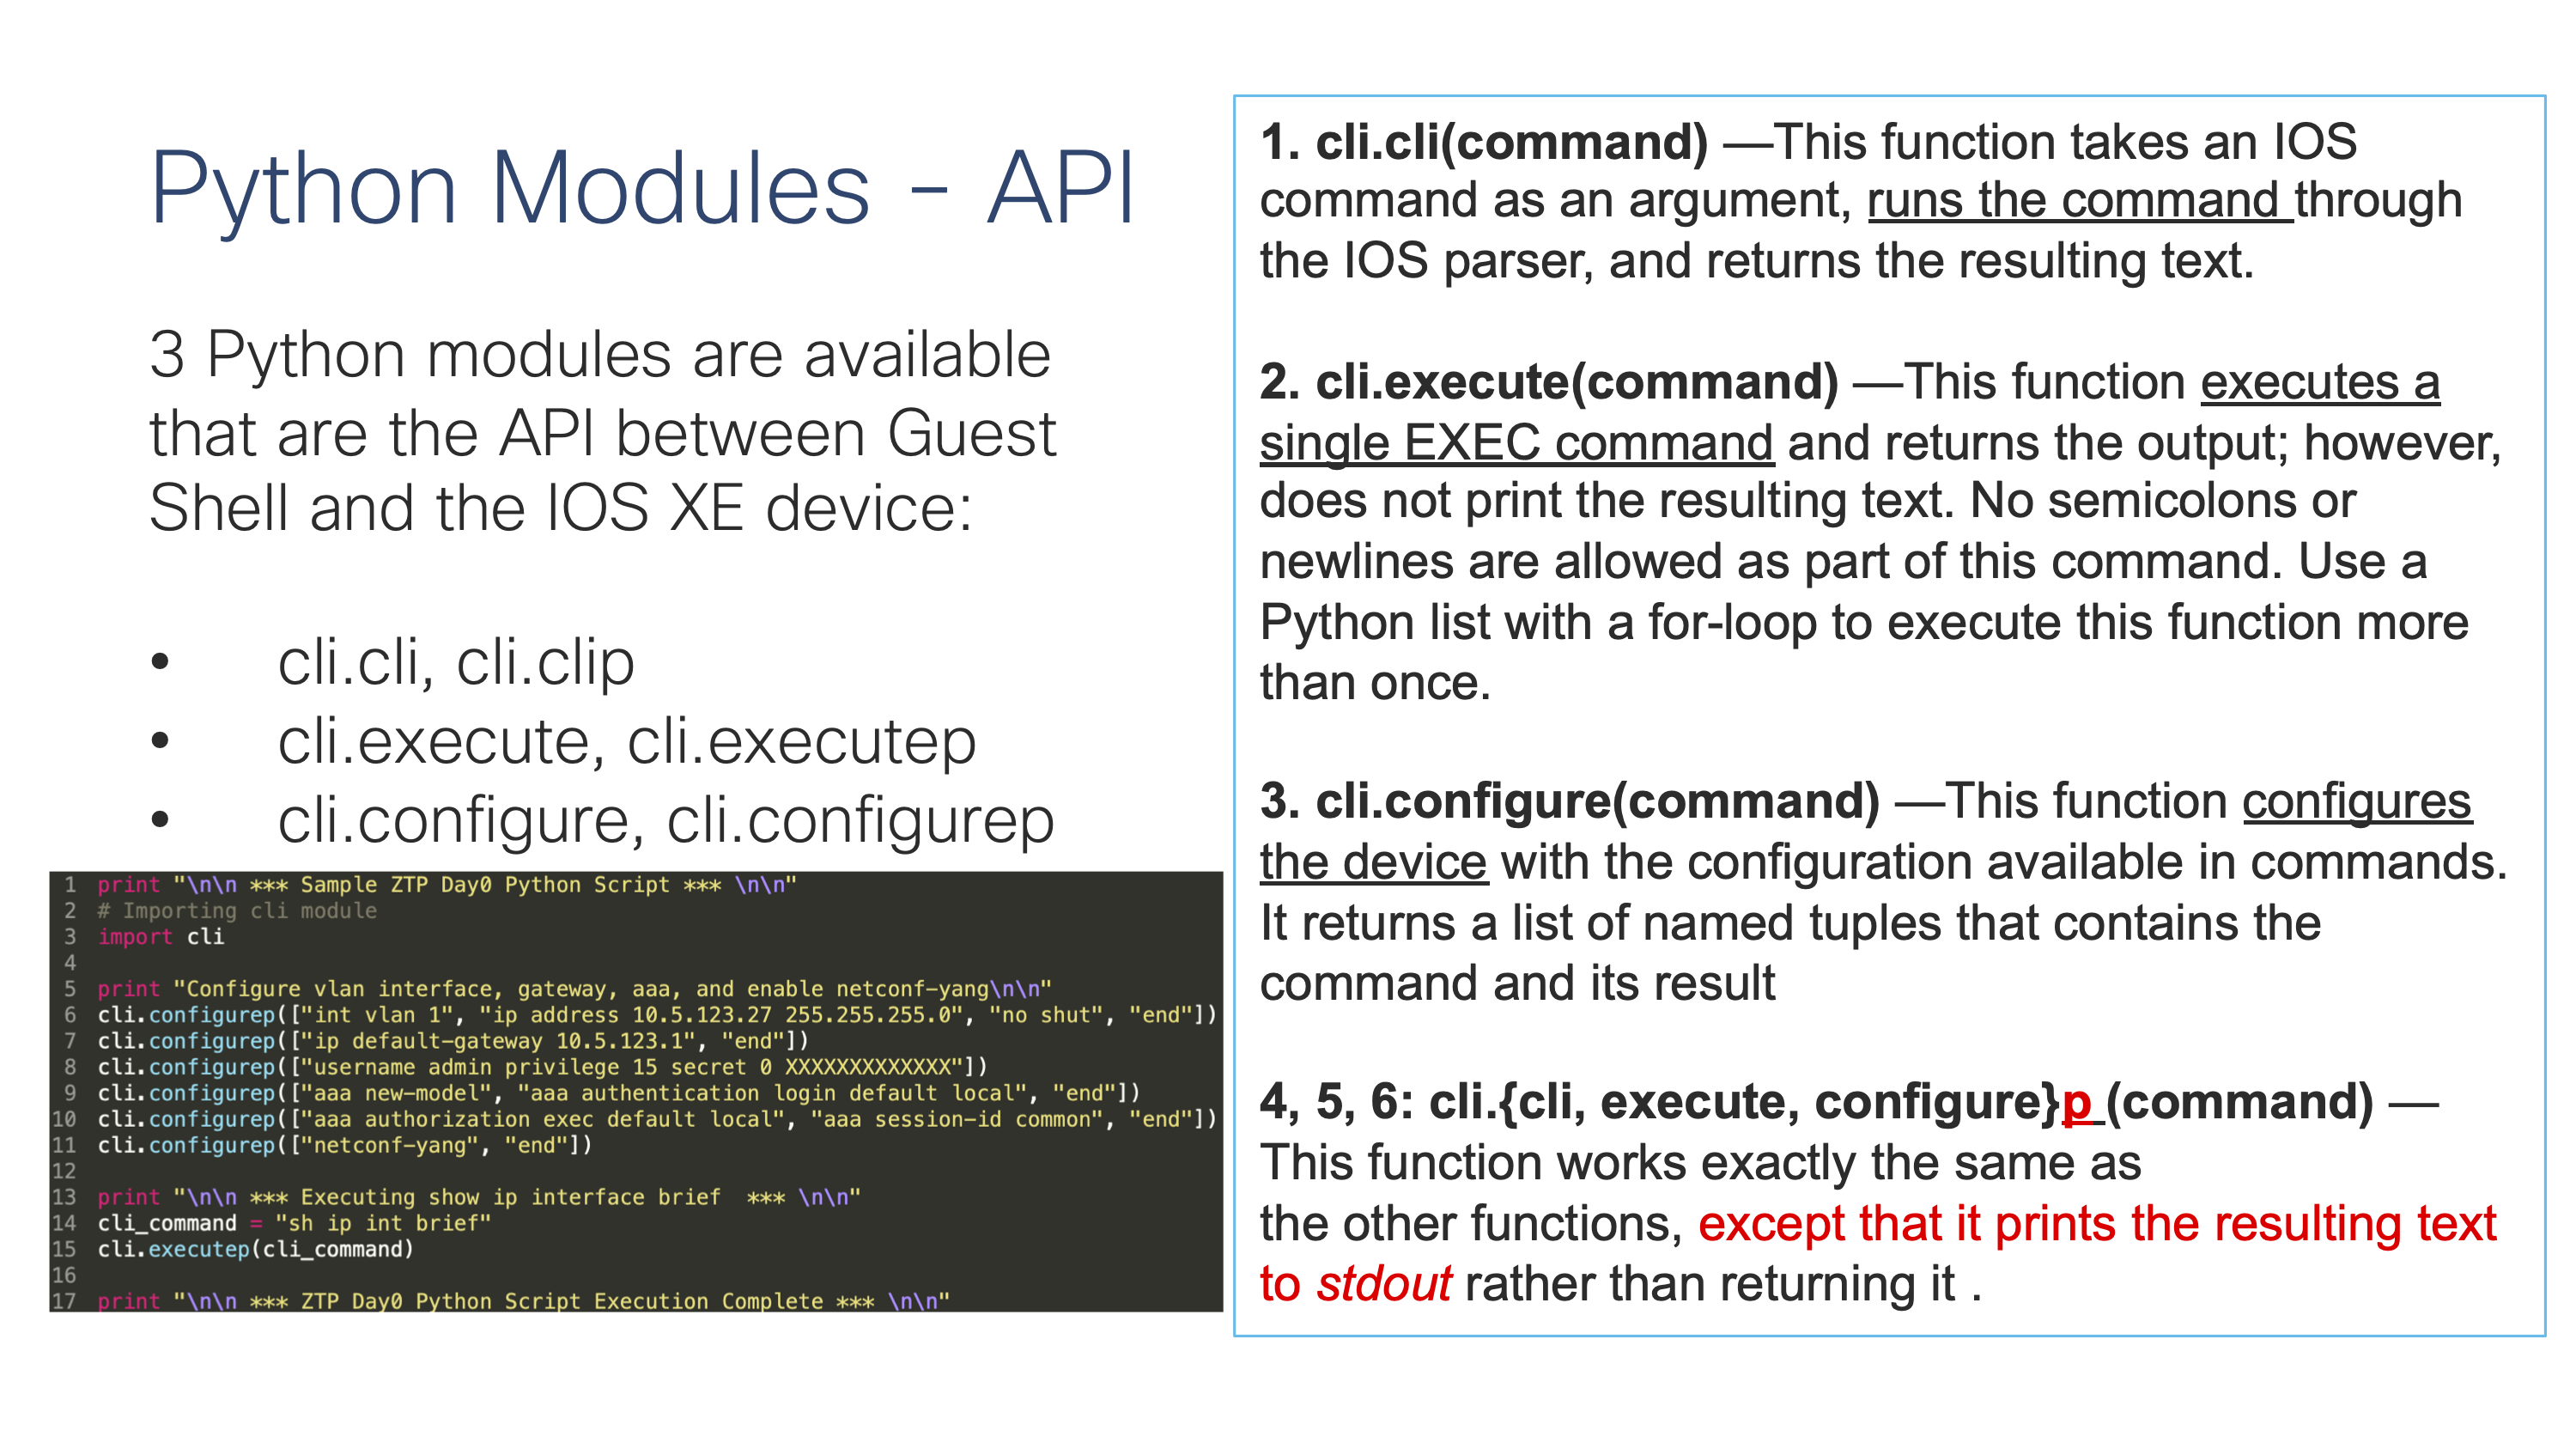 Python Modules - API
3 Python modules are available
that are the API between Guest
Shell and the IOS XE device:
• cli.cli, cli.clip
• cli.execute, cli.executep
• cli.configure, cli.configurep
1 print "\n\n *** Sample ZTP Day0 Python Script *** \n\n"
2 # Importing cli module
3 import cli
4
5 print "Configure vlan interface, gateway, aaa, and enable netconf-yang\n\n"
6 cli.configurep(["int vlan 1", "ip address 10.5.123.27 255.255.255.0", "no shut", "end"])
7 cli.configurep(["ip default-gateway 10.5.123.1", "end"])
8 cli.configurep(["username admin privilege 15 secret 0 XXXXXXXXXXXXX"])
9 cli.configurep(["aaa new-model", "aaa authentication login default local", "end"])
10 cli.configurep(["aaa authorization exec default local", "aaa session-id common", "end"])
11 cli.configurep(["netconf-yang", "end"])
12
13 print "\n\n *** Executing show ip interface brief  *** \n\n"
14 cli_command = "sh ip int brief"
15 cli.executep(cli_command)
16
17 print "\n\n *** ZTP Day0 Python Script Execution Complete *** \n\n"
1. cli.cli(command) —This function takes an IOS
command as an argument, runs the command through
the IOS parser, and returns the resulting text.
2. cli.execute(command) —This function executes a
single EXEC command and returns the output; however,
does not print the resulting text. No semicolons or
newlines are allowed as part of this command. Use a
Python list with a for-loop to execute this function more
than once.
3. cli.configure(command) —This function configures
the device with the configuration available in commands.
It returns a list of named tuples that contains the
command and its result
4, 5, 6: cli.{cli, execute, configure}p (command) —
This function works exactly the same as
the other functions, except that it prints the resulting text
to stdout rather than returning it .